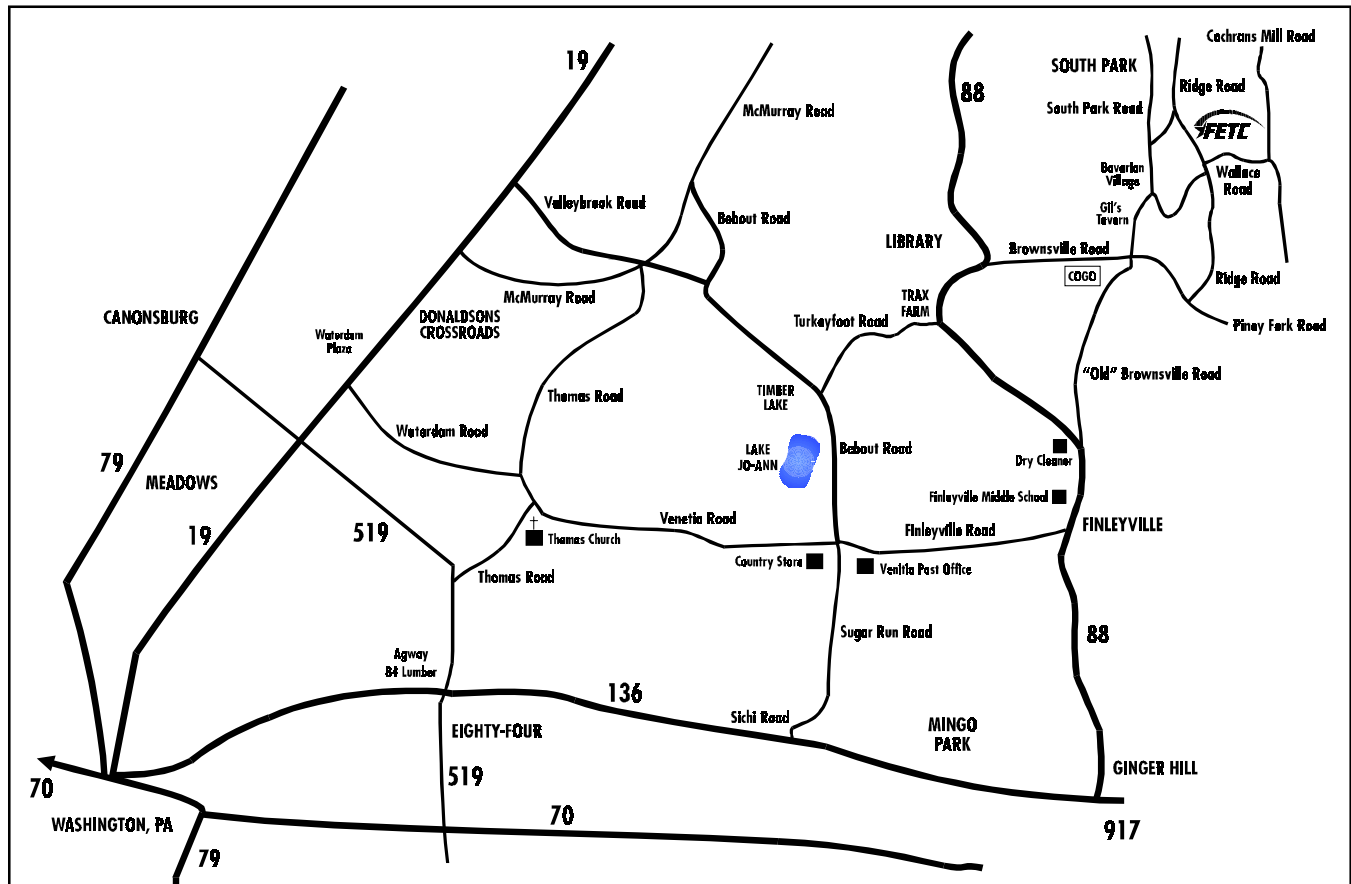 Cochrans Mill Road
19
SOUTH PARK
Ridge Road
88
McMurray Road
South Park Road
FETC
Bavarian
Village
Wallace
Road
Valleybrook Road
Gil's
Tavern
Bebout Road
LIBRARY
Brownsville Road
COGO
Ridge Road
McMurray Road
TRAX
FARM
CANONSBURG
DONALDSONS
CROSSROADS
Turkeyfoot Road
Piney Fork Road
Waterdam
Plaza
"Old" Brownsville Road
Thomas Road
TIMBER
LAKE
Waterdam Road
LAKE
JO-ANN
Bebout Road
79
Dry Cleaner
MEADOWS
Finleyville Middle School
Venetia Road
FINLEYVILLE
19
519
Finleyville Road
Thomas Church
Country Store
Venitia Post Office
Thomas Road
Sugar Run Road
88
Agway
84 Lumber
136
Sichi Road
MINGO
PARK
EIGHTY-FOUR
GINGER HILL
519
70
70
WASHINGTON, PA
917
79